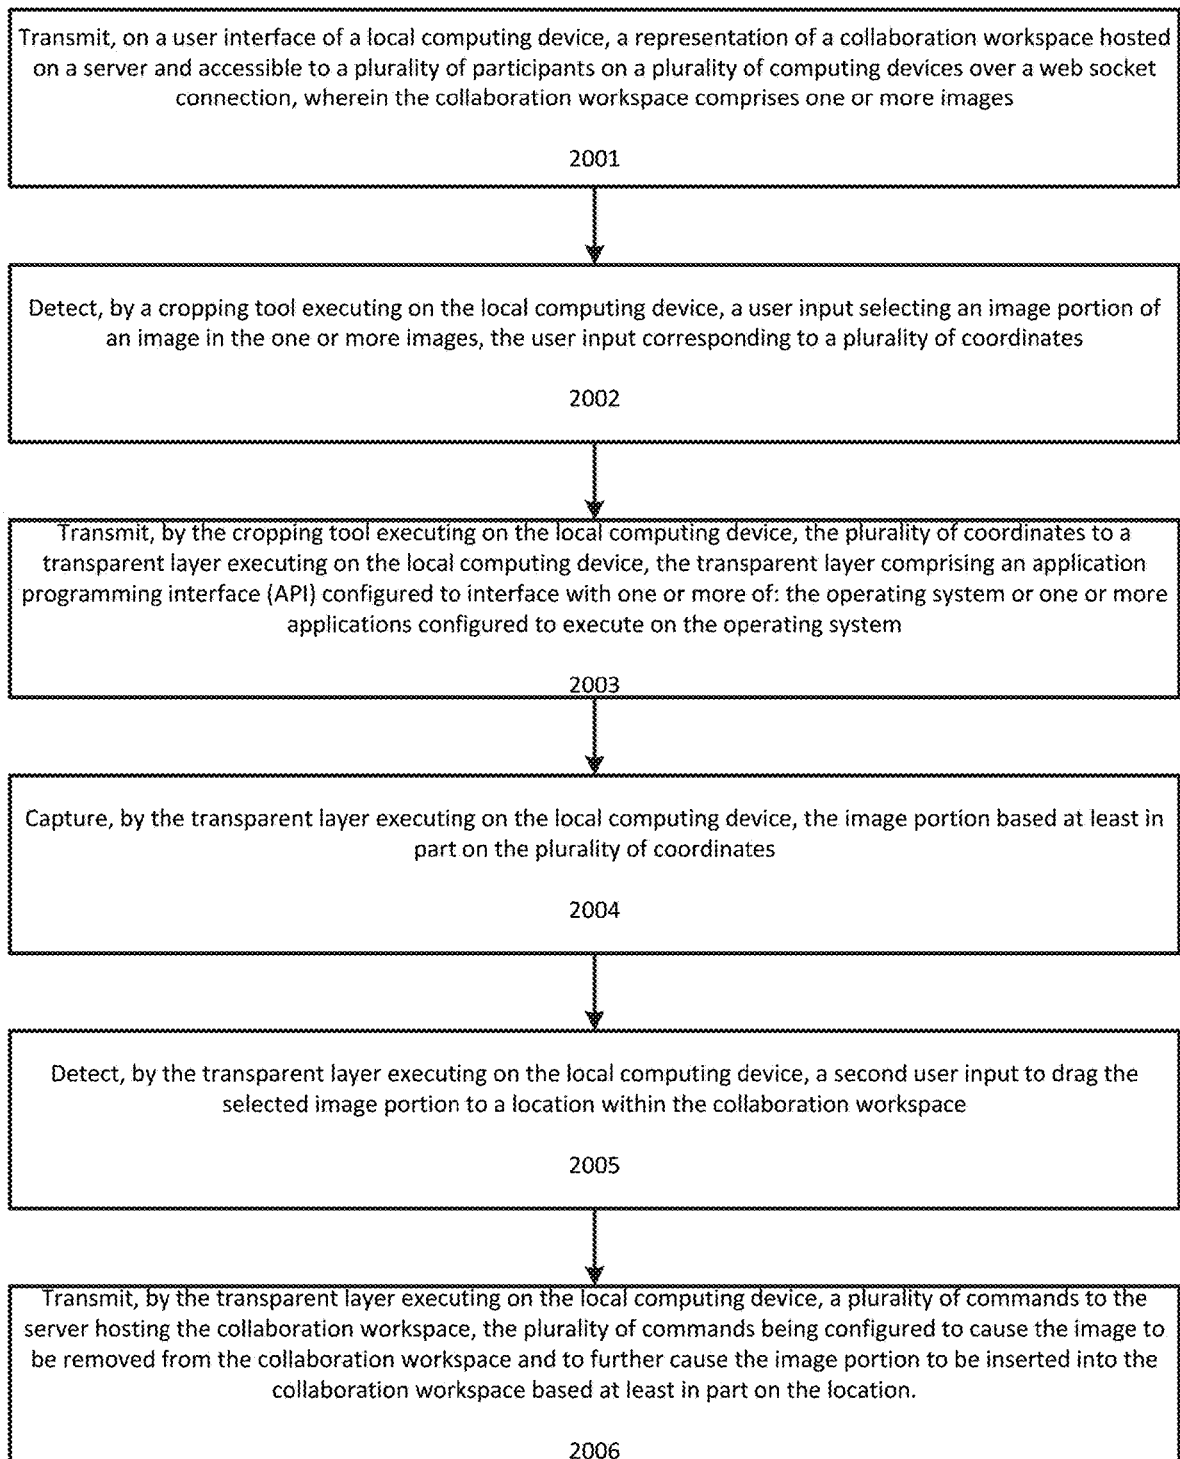 Transmit, on a user interface of a local computing device, a representation of a collaboration workspace hosted
on a server and accessible to a plurality of participants on a plurality of computing devices over a web socket
connection, wherein the collaboration workspace comprises one or more images
2001
Detect, by a cropping tool executing on the local computing device, a user input selecting an image portion of
an image in the one or more images, the user input corresponding to a plurality of coordinates
2002
Transmit, by the cropping tool executing on the local computing device, the plurality of coordinates to a
transparent layer executing on the local computing device, the transparent layer comprising an application
programming interface (API) configured to interface with one or more of: the operating system or one or more
applications configured to execute on the operating system
2003
Capture, by the transparent layer executing on the local computing device, the image portion based at least in
part on the plurality of coordinates
2004
Detect, by the transparent layer executing on the local computing device, a second user input to drag the
selected image portion to a location within the collaboration workspace
2005
Transmit, by the transparent layer executing on the local computing device, a plurality of commands to the
server hosting the collaboration workspace, the plurality of commands being configured to cause the image to
be removed from the collaboration workspace and to further cause the image portion to be inserted into the
collaboration workspace based at least in part on the location.
2006